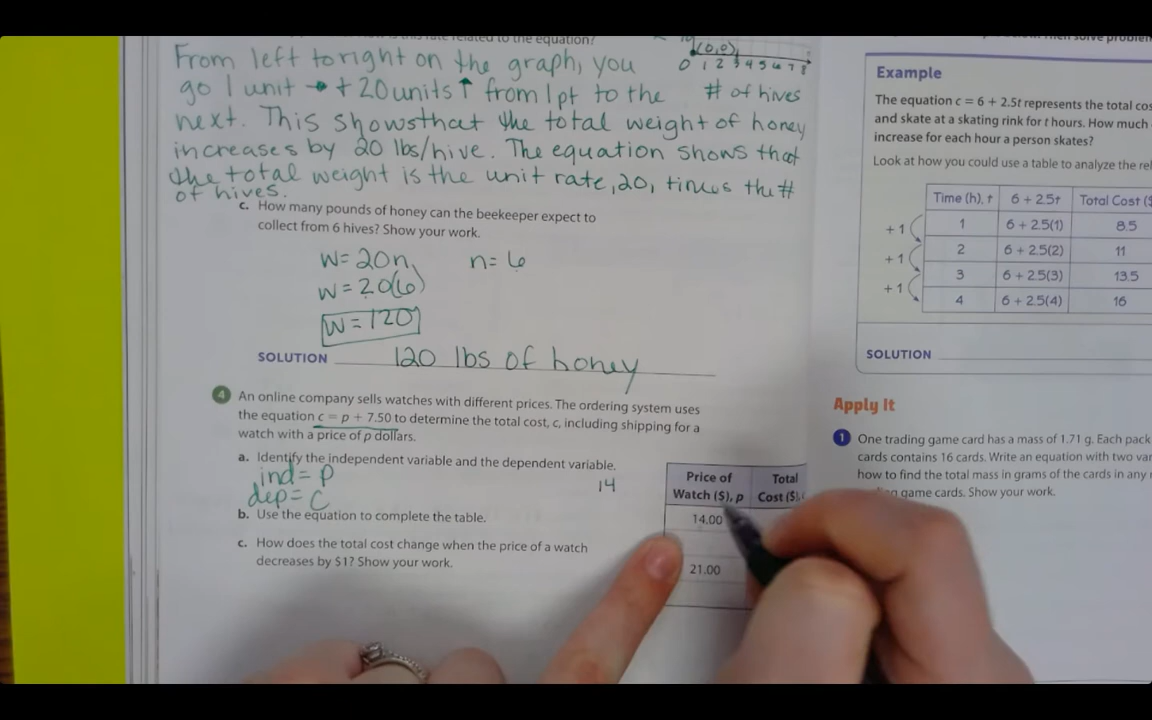 is this rate related to the equation?
From left to right on the graph, you
go 1 unit → + 20 units ↑ from 1 pt to the
next. This shows that the total weight of honey
increases by 20 lbs/hive. The equation shows that
the total weight is the unit rate, 20, times the #
of hives.
(0,0)
0 1 2 3 4 5 6 7 8
# of hives
c. How many pounds of honey can the beekeeper expect to
collect from 6 hives? Show your work.
w = 20n n = 6
w = 20(6)
w = 120
SOLUTION 120 lbs of honey
4 An online company sells watches with different prices. The ordering system uses
the equation c = p + 7.50 to determine the total cost, c, including shipping for a
watch with a price of p dollars.
a. Identify the independent variable and the dependent variable.
ind = p
dep = c
14
b. Use the equation to complete the table.
c. How does the total cost change when the price of a watch
decreases by $1? Show your work.
Price of Total
Watch ($), p Cost ($),
14.00
21.00
solve problem
Example
The equation c = 6 + 2.5t represents the total cos
and skate at a skating rink for t hours. How much
increase for each hour a person skates?
Look at how you could use a table to analyze the re
Time (h), t 6 + 2.5t Total Cost ($
1 6 + 2.5(1) 8.5
+ 1
2 6 + 2.5(2) 11
+ 1
3 6 + 2.5(3) 13.5
+ 1
4 6 + 2.5(4) 16
SOLUTION
Apply It
1 One trading game card has a mass of 1.71 g. Each pack
cards contains 16 cards. Write an equation with two var
how to find the total mass in grams of the cards in any
game cards. Show your work.